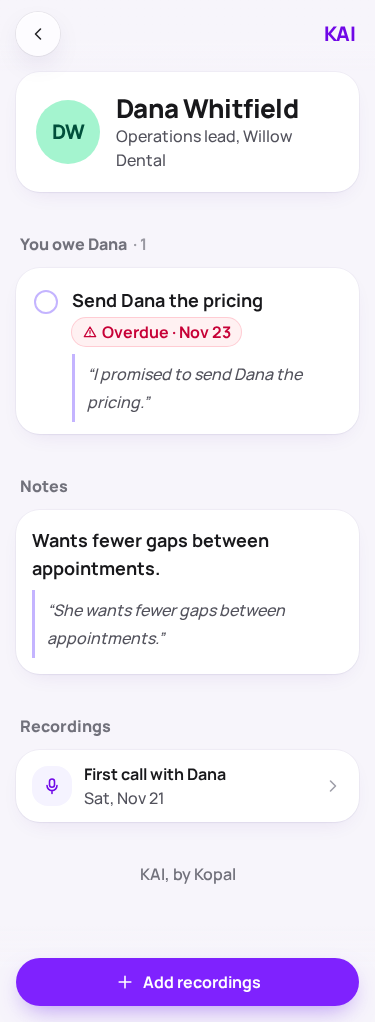 KAI
DW
Dana Whitfield
Operations lead, Willow
Dental
You owe Dana · 1
Send Dana the pricing
Overdue · Nov 23
“I promised to send Dana the
pricing.”
Notes
Wants fewer gaps between
appointments.
“She wants fewer gaps between
appointments.”
Recordings
First call with Dana
Sat, Nov 21
KAI, by Kopal
Add recordings